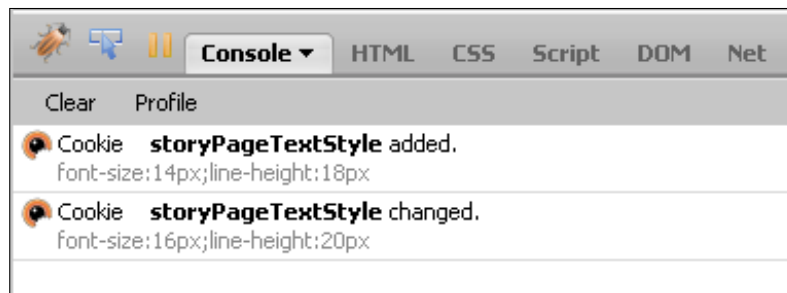 Console HTML CSS Script DOM Net
Clear Profile
Cookie storyPageTextStyle added.
font-size:14px;line-height:18px
Cookie storyPageTextStyle changed.
font-size:16px;line-height:20px